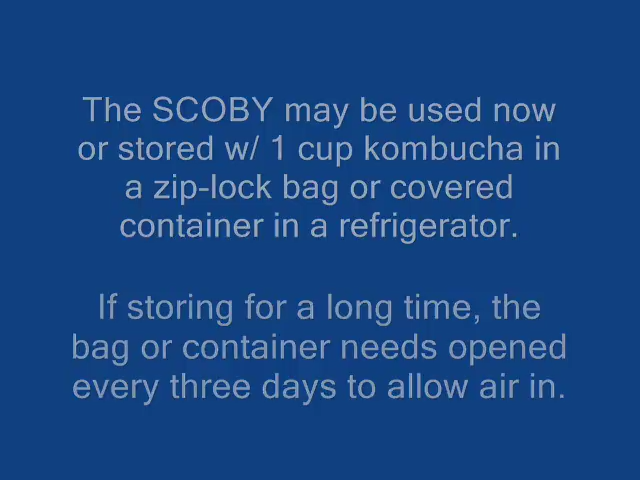 The SCOBY may be used now
or stored w/ 1 cup kombucha in
a zip-lock bag or covered
container in a refrigerator.
If storing for a long time, the
bag or container needs opened
every three days to allow air in.